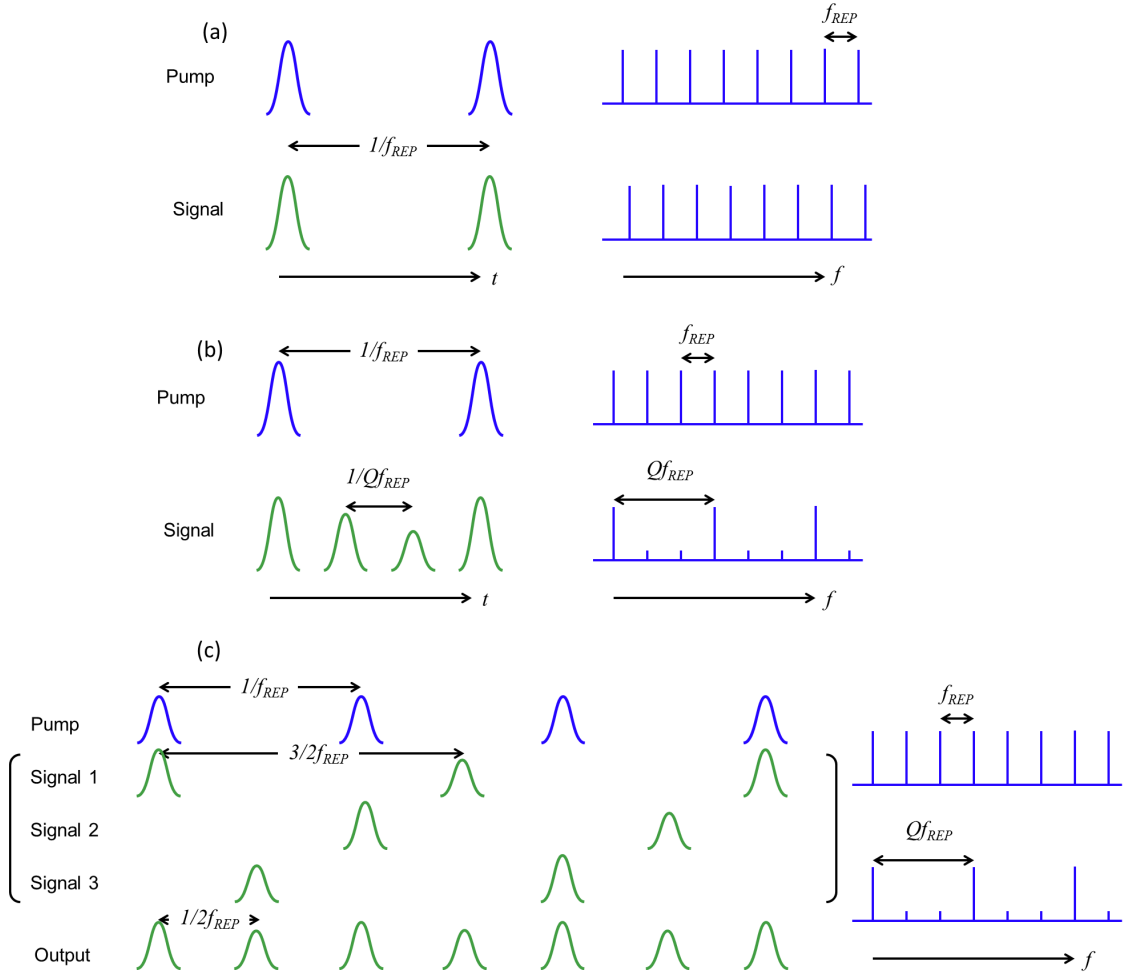 (a)
f_REP
Pump
1/f_REP
Signal
t
f
(b)
1/f_REP
f_REP
Pump
1/Qf_REP
Qf_REP
Signal
t
f
(c)
1/f_REP
f_REP
Pump
3/2f_REP
Signal 1
Signal 2
Qf_REP
Signal 3
1/2f_REP
Output
f